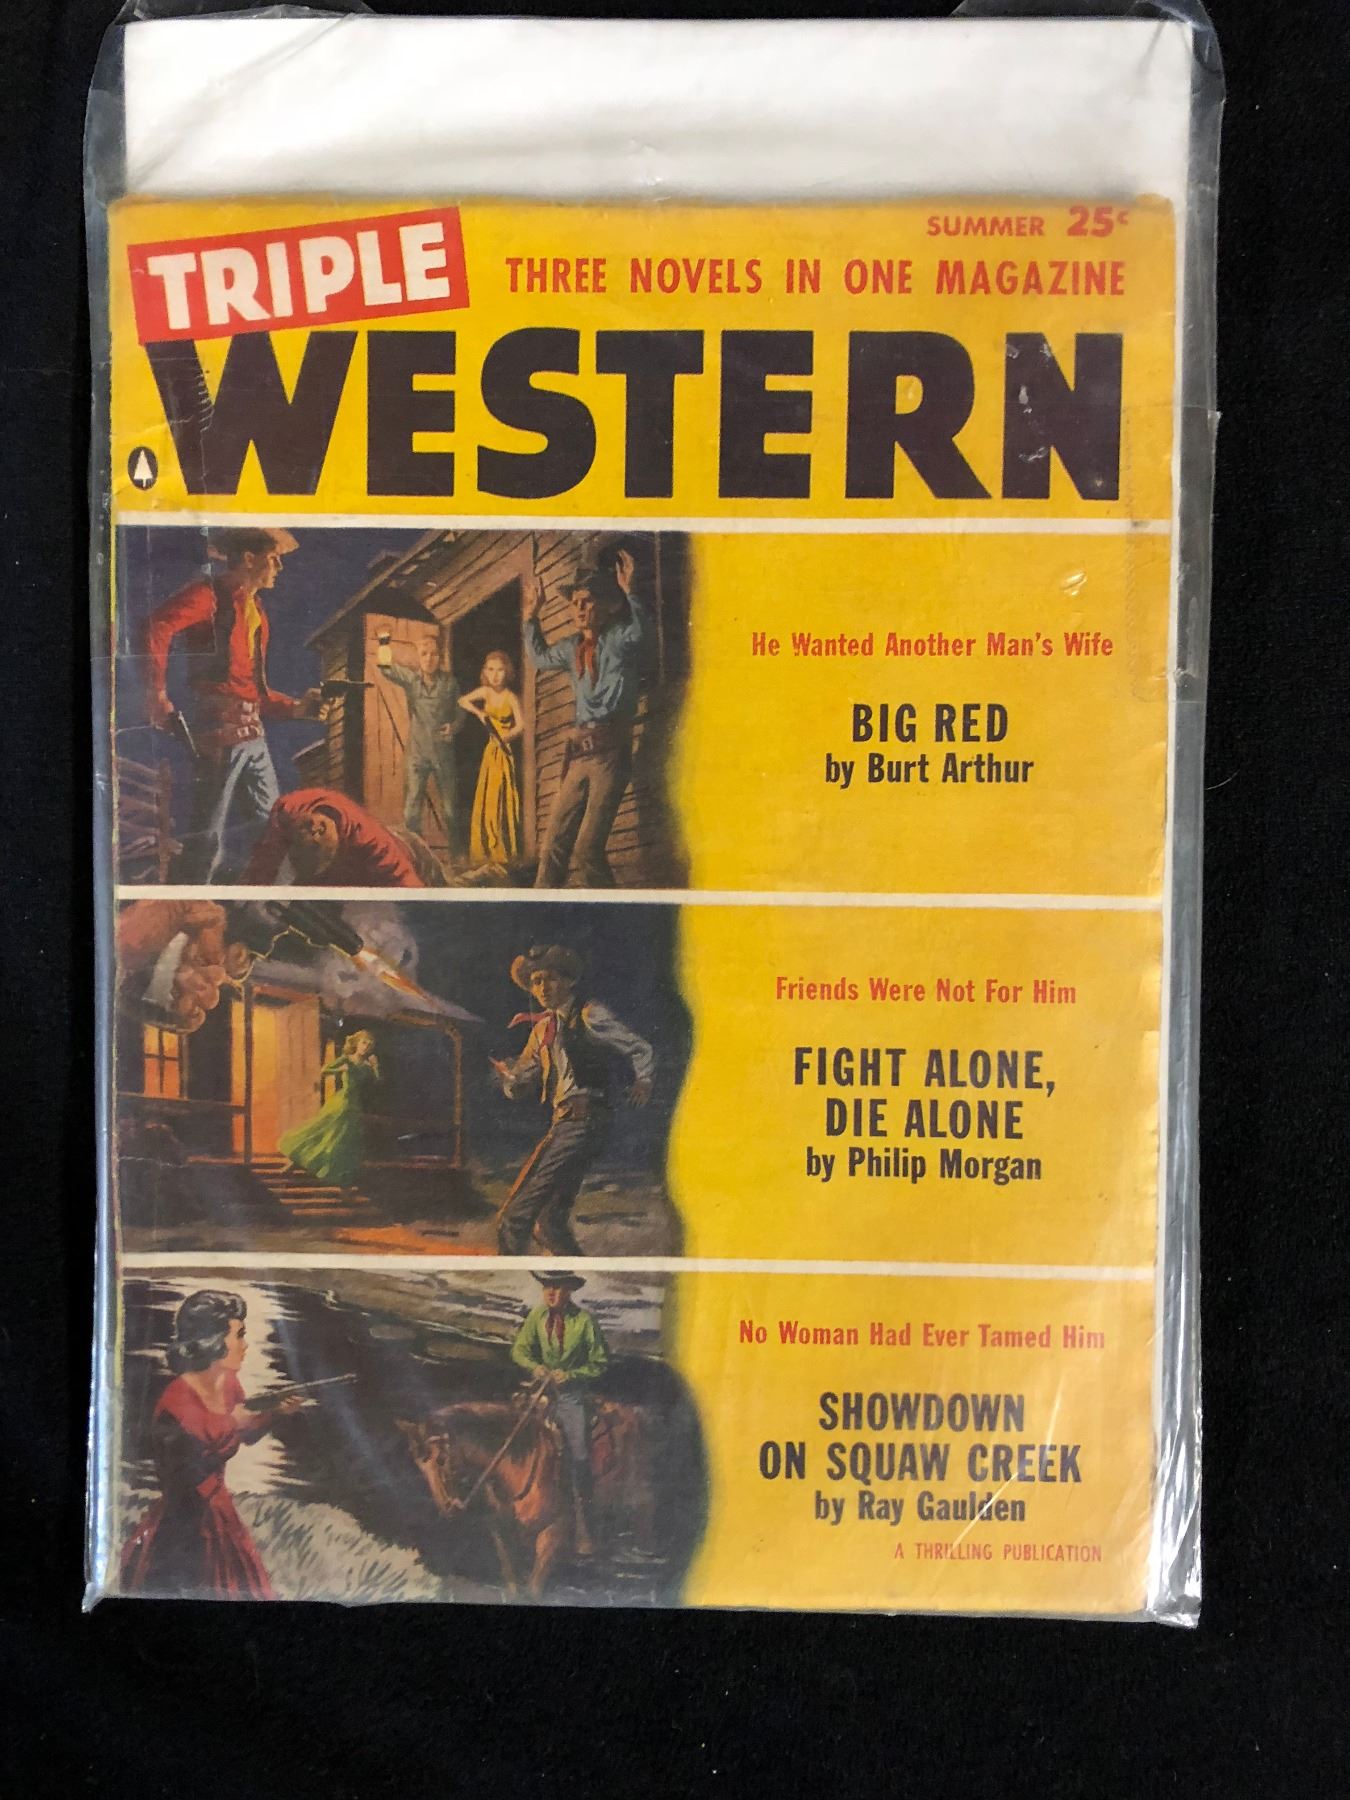 SUMMER 25¢
TRIPLE
THREE NOVELS IN ONE MAGAZINE
WESTERN
He Wanted Another Man's Wife
BIG RED
by Burt Arthur
Friends Were Not For Him
FIGHT ALONE,
DIE ALONE
by Philip Morgan
No Woman Had Ever Tamed Him
SHOWDOWN
ON SQUAW CREEK
by Ray Gaulden
A THRILLING PUBLICATION